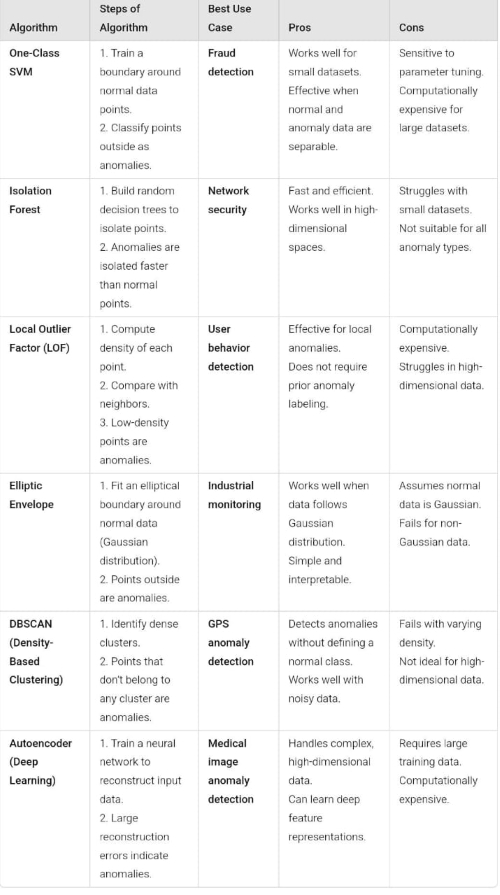 Algorithm
Steps of
Algorithm
Best Use
Case
Pros
Cons
One-Class
SVM
1. Train a
boundary around
normal data
points.
2. Classify points
outside as
anomalies.
Fraud
detection
Works well for
small datasets.
Effective when
normal and
anomaly data are
separable.
Sensitive to
parameter tuning.
Computationally
expensive for
large datasets.
Isolation
Forest
1. Build random
decision trees to
isolate points.
2. Anomalies are
isolated faster
than normal
points.
Network
security
Fast and efficient.
Works well in high-
dimensional
spaces.
Struggles with
small datasets.
Not suitable for all
anomaly types.
Local Outlier
Factor (LOF)
1. Compute
density of each
point.
2. Compare with
neighbors.
3. Low-density
points are
anomalies.
User
behavior
detection
Effective for local
anomalies.
Does not require
prior anomaly
labeling.
Computationally
expensive.
Struggles in high-
dimensional data.
Elliptic
Envelope
1. Fit an elliptical
boundary around
normal data
(Gaussian
distribution).
2. Points outside
are anomalies.
Industrial
monitoring
Works well when
data follows
Gaussian
distribution.
Simple and
interpretable.
Assumes normal
data is Gaussian.
Fails for non-
Gaussian data.
DBSCAN
(Density-
Based
Clustering)
1. Identify dense
clusters.
2. Points that
don't belong to
any cluster are
anomalies.
GPS
anomaly
detection
Detects anomalies
without defining a
normal class.
Works well with
noisy data.
Fails with varying
density.
Not ideal for high-
dimensional data.
Autoencoder
(Deep
Learning)
1. Train a neural
network to
reconstruct input
data.
2. Large
reconstruction
errors indicate
anomalies.
Medical
image
anomaly
detection
Handles complex,
high-dimensional
data.
Can learn deep
feature
representations.
Requires large
training data.
Computationally
expensive.